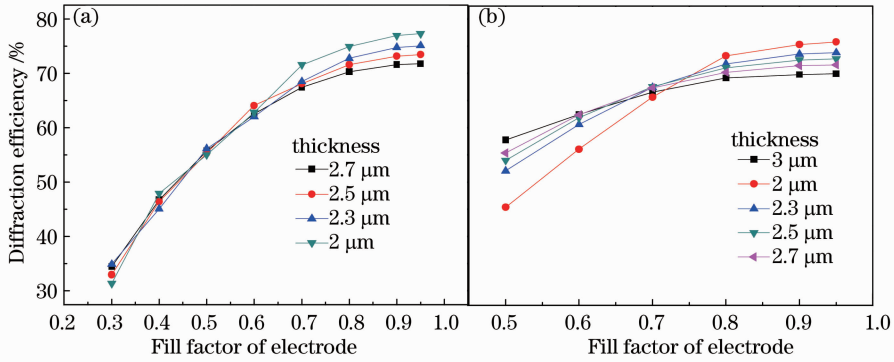 (a)
(b)
Diffraction efficiency /%
80
70
60
50
40
30
thickness
2.7 μm
2.5 μm
2.3 μm
2 μm
thickness
3 μm
2 μm
2.3 μm
2.5 μm
2.7 μm
0.2 0.3 0.4 0.5 0.6 0.7 0.8 0.9 1.0
0.5 0.6 0.7 0.8 0.9 1.0
Fill factor of electrode
Fill factor of electrode